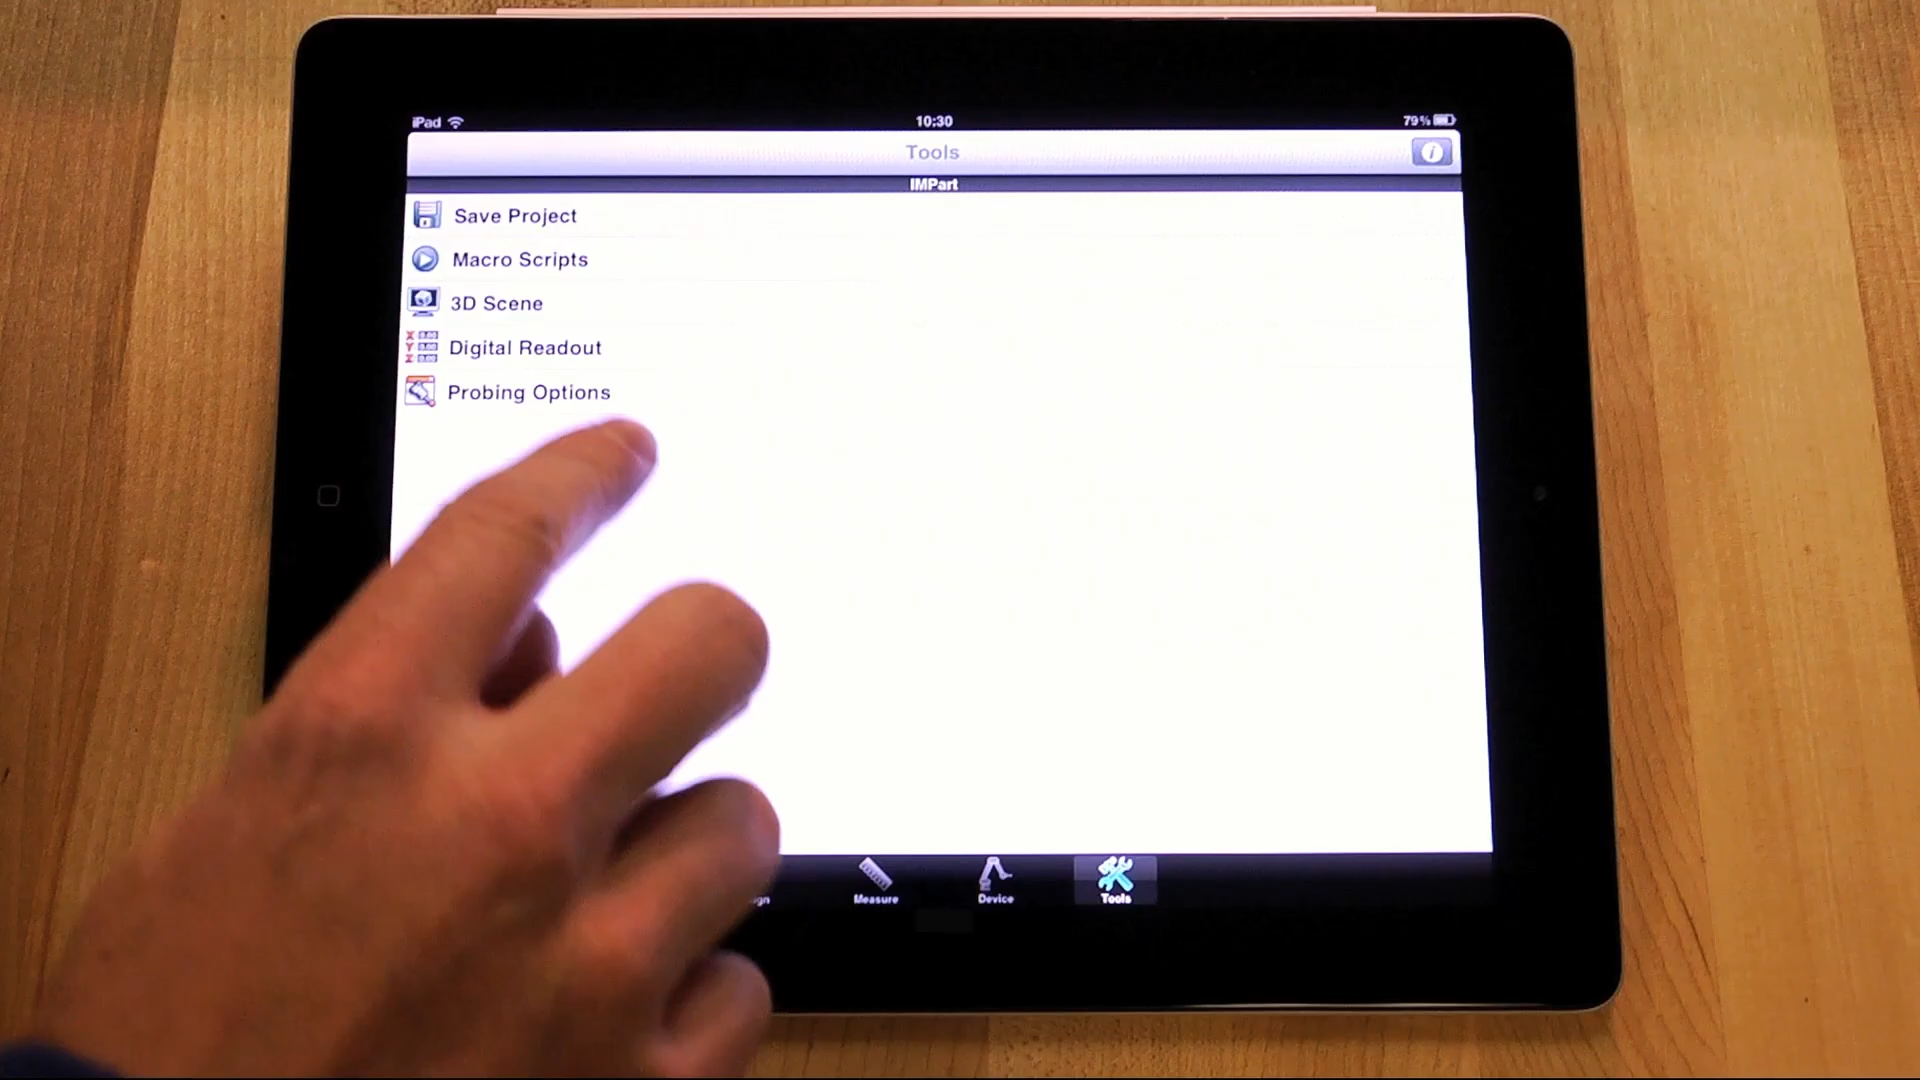 iPad 10:30 79%
Tools
IMPart
Save Project
Macro Scripts
3D Scene
Digital Readout
Probing Options
Measure Device Tools